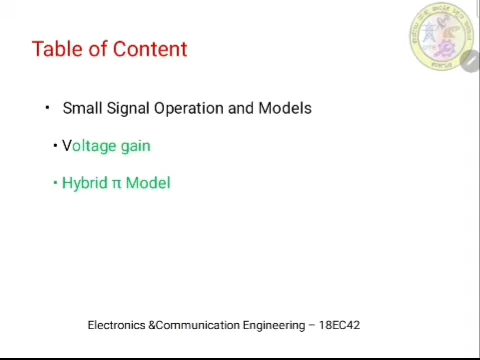 Table of Content
• Small Signal Operation and Models
• Voltage gain
• Hybrid π Model
Electronics &Communication Engineering – 18EC42